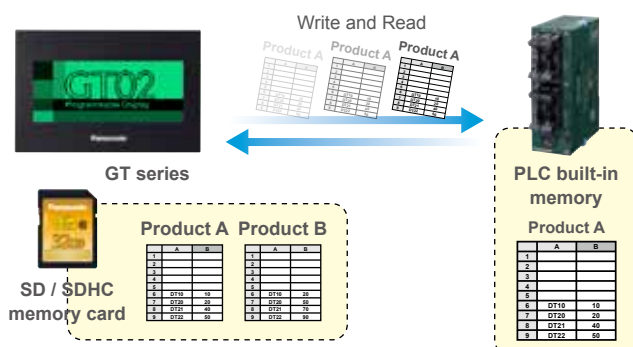 Write and Read
Product A
Product A
Product A
GT02
Programmable Display
Panasonic
GT series
PLC built-in
memory
Product A
A B
1
2
3
4
5
6 DT10 10
7 DT20 20
8 DT21 40
9 DT22 50
Panasonic
32GB
SD / SDHC
memory card
Product A Product B
A B
1
2
3
4
5
6 DT10 10
7 DT20 20
8 DT21 40
9 DT22 50
A B
1
2
3
4
5
6 DT10 20
7 DT20 50
8 DT21 70
9 DT22 90